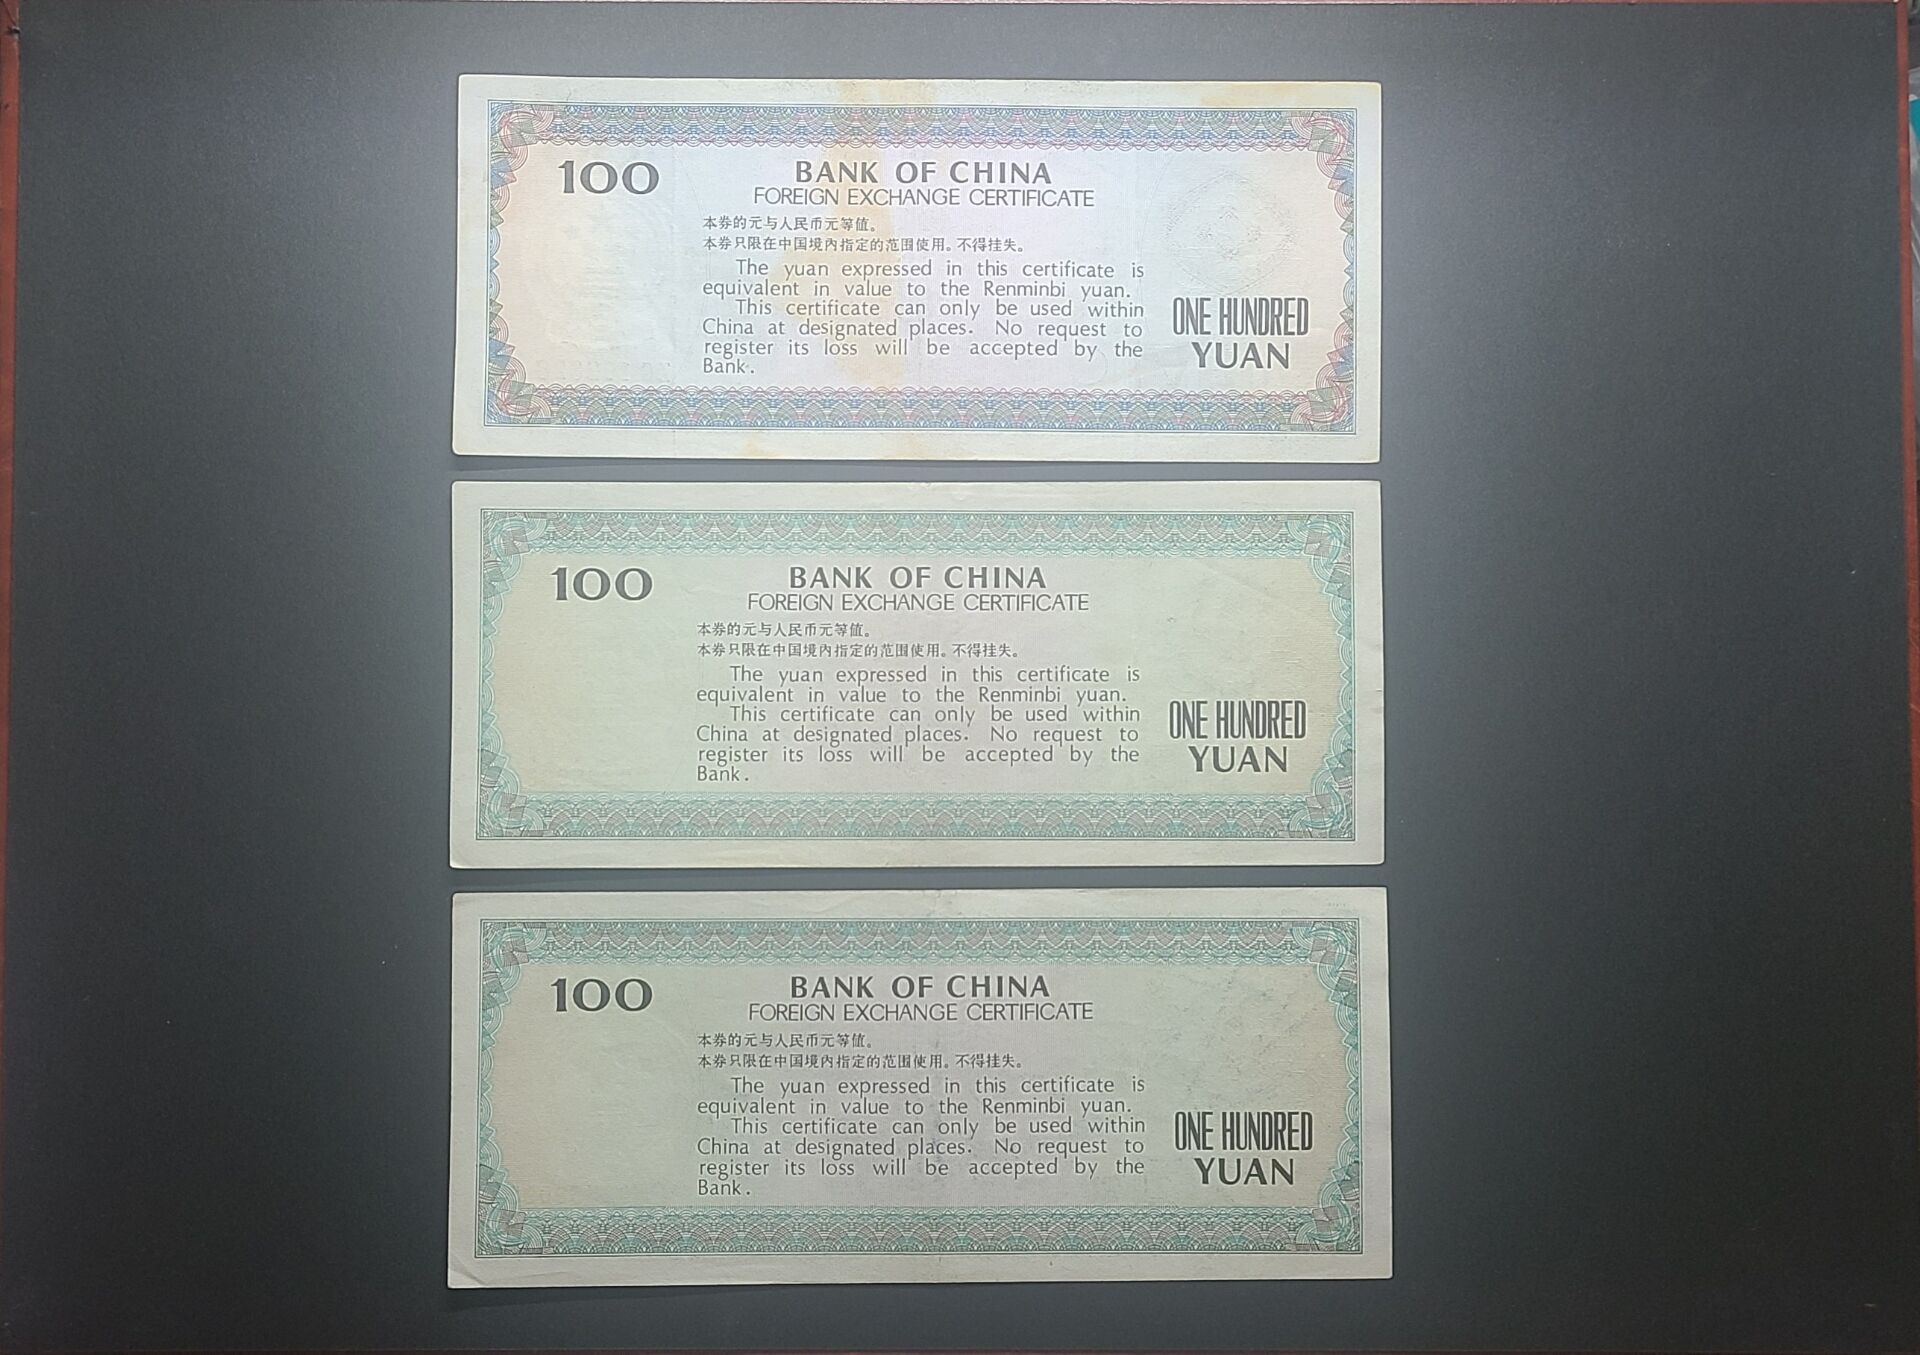 100
BANK OF CHINA
FOREIGN EXCHANGE CERTIFICATE
本券的元与人民币元等值。
本券只限在中国境内指定的范围使用。不得挂失。
The yuan expressed in this certificate is
equivalent in value to the Renminbi yuan.
This certificate can only be used within
China at designated places. No request to
register its loss will be accepted by the
Bank.
ONE HUNDRED
YUAN
100
BANK OF CHINA
FOREIGN EXCHANGE CERTIFICATE
本券的元与人民币元等值。
本券只限在中国境内指定的范围使用。不得挂失。
The yuan expressed in this certificate is
equivalent in value to the Renminbi yuan.
This certificate can only be used within
China at designated places. No request to
register its loss will be accepted by the
Bank.
ONE HUNDRED
YUAN
100
BANK OF CHINA
FOREIGN EXCHANGE CERTIFICATE
本券的元与人民币元等值。
本券只限在中国境内指定的范围使用。不得挂失。
The yuan expressed in this certificate is
equivalent in value to the Renminbi yuan.
This certificate can only be used within
China at designated places. No request to
register its loss will be accepted by the
Bank.
ONE HUNDRED
YUAN